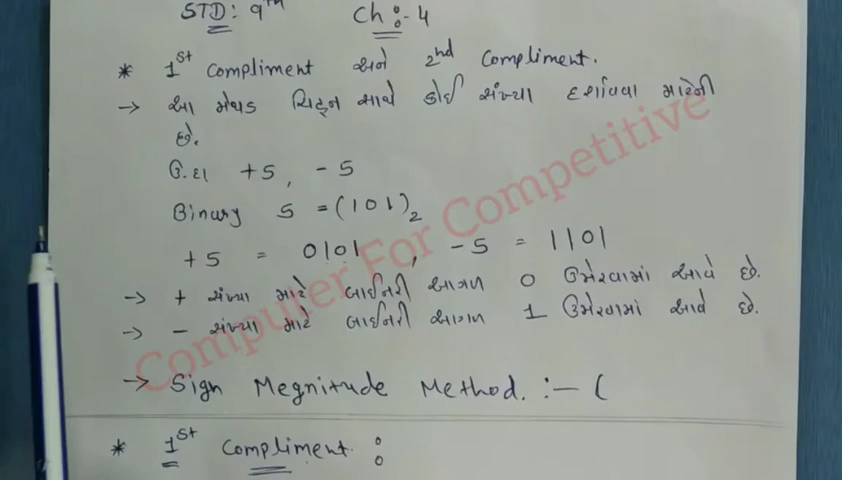 STD: 9th Ch :- 4
* 1st Compliment અને 2nd Compliment.
→ આ મેથડ ચિહ્ન સાથે કોઈ સંખ્યા દર્શાવવા માટેની
છે.
ઉ.દા +5, -5
Binary 5 = (101)2
+5 = 0101, -5 = 1101
→ + સંખ્યા માટે બાઈનરી આગળ 0 ઉમેરવામાં આવે છે.
→ - સંખ્યા માટે બાઈનરી આગળ 1 ઉમેરવામાં આવે છે.
→ Sign Megnitude Method. :- (
* 1st Compliment :
Computer For Competitive